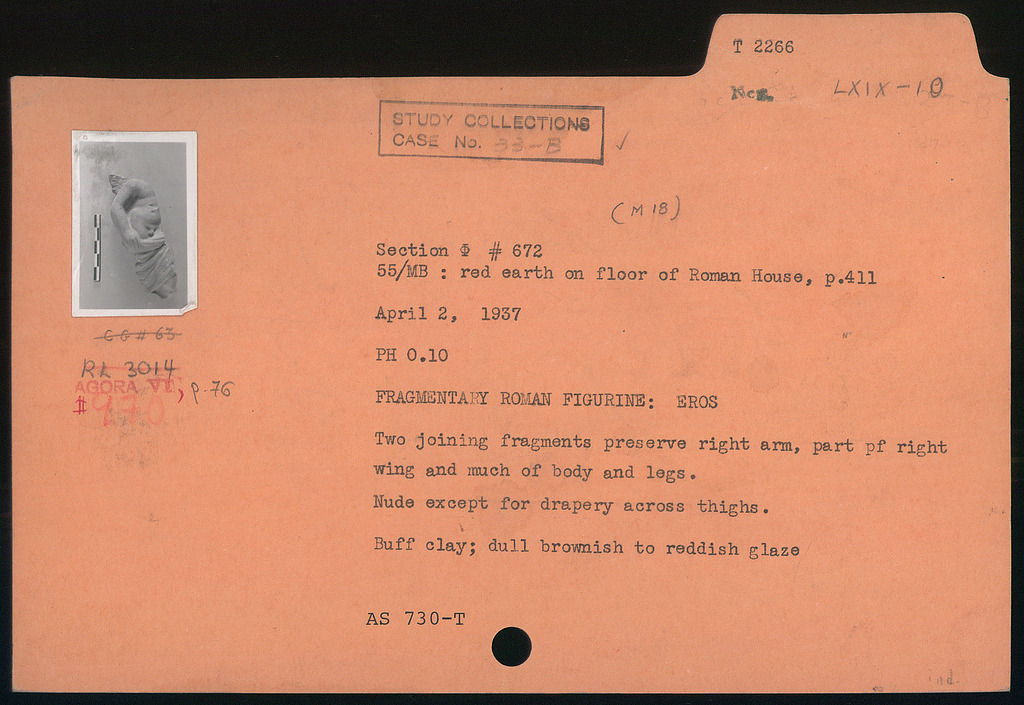 T 2266
Neg. LXIX-10
STUDY COLLECTIONS
CASE No. 33-B
✓
(M 18)
Section Φ # 672
55/MB : red earth on floor of Roman House, p.411
April 2, 1937
PH 0.10
FRAGMENTARY ROMAN FIGURINE: EROS
Two joining fragments preserve right arm, part pf right
wing and much of body and legs.
Nude except for drapery across thighs.
Buff clay; dull brownish to reddish glaze
AS 730-T
CG # 63
RL 3014
AGORA VI, p. 76
#